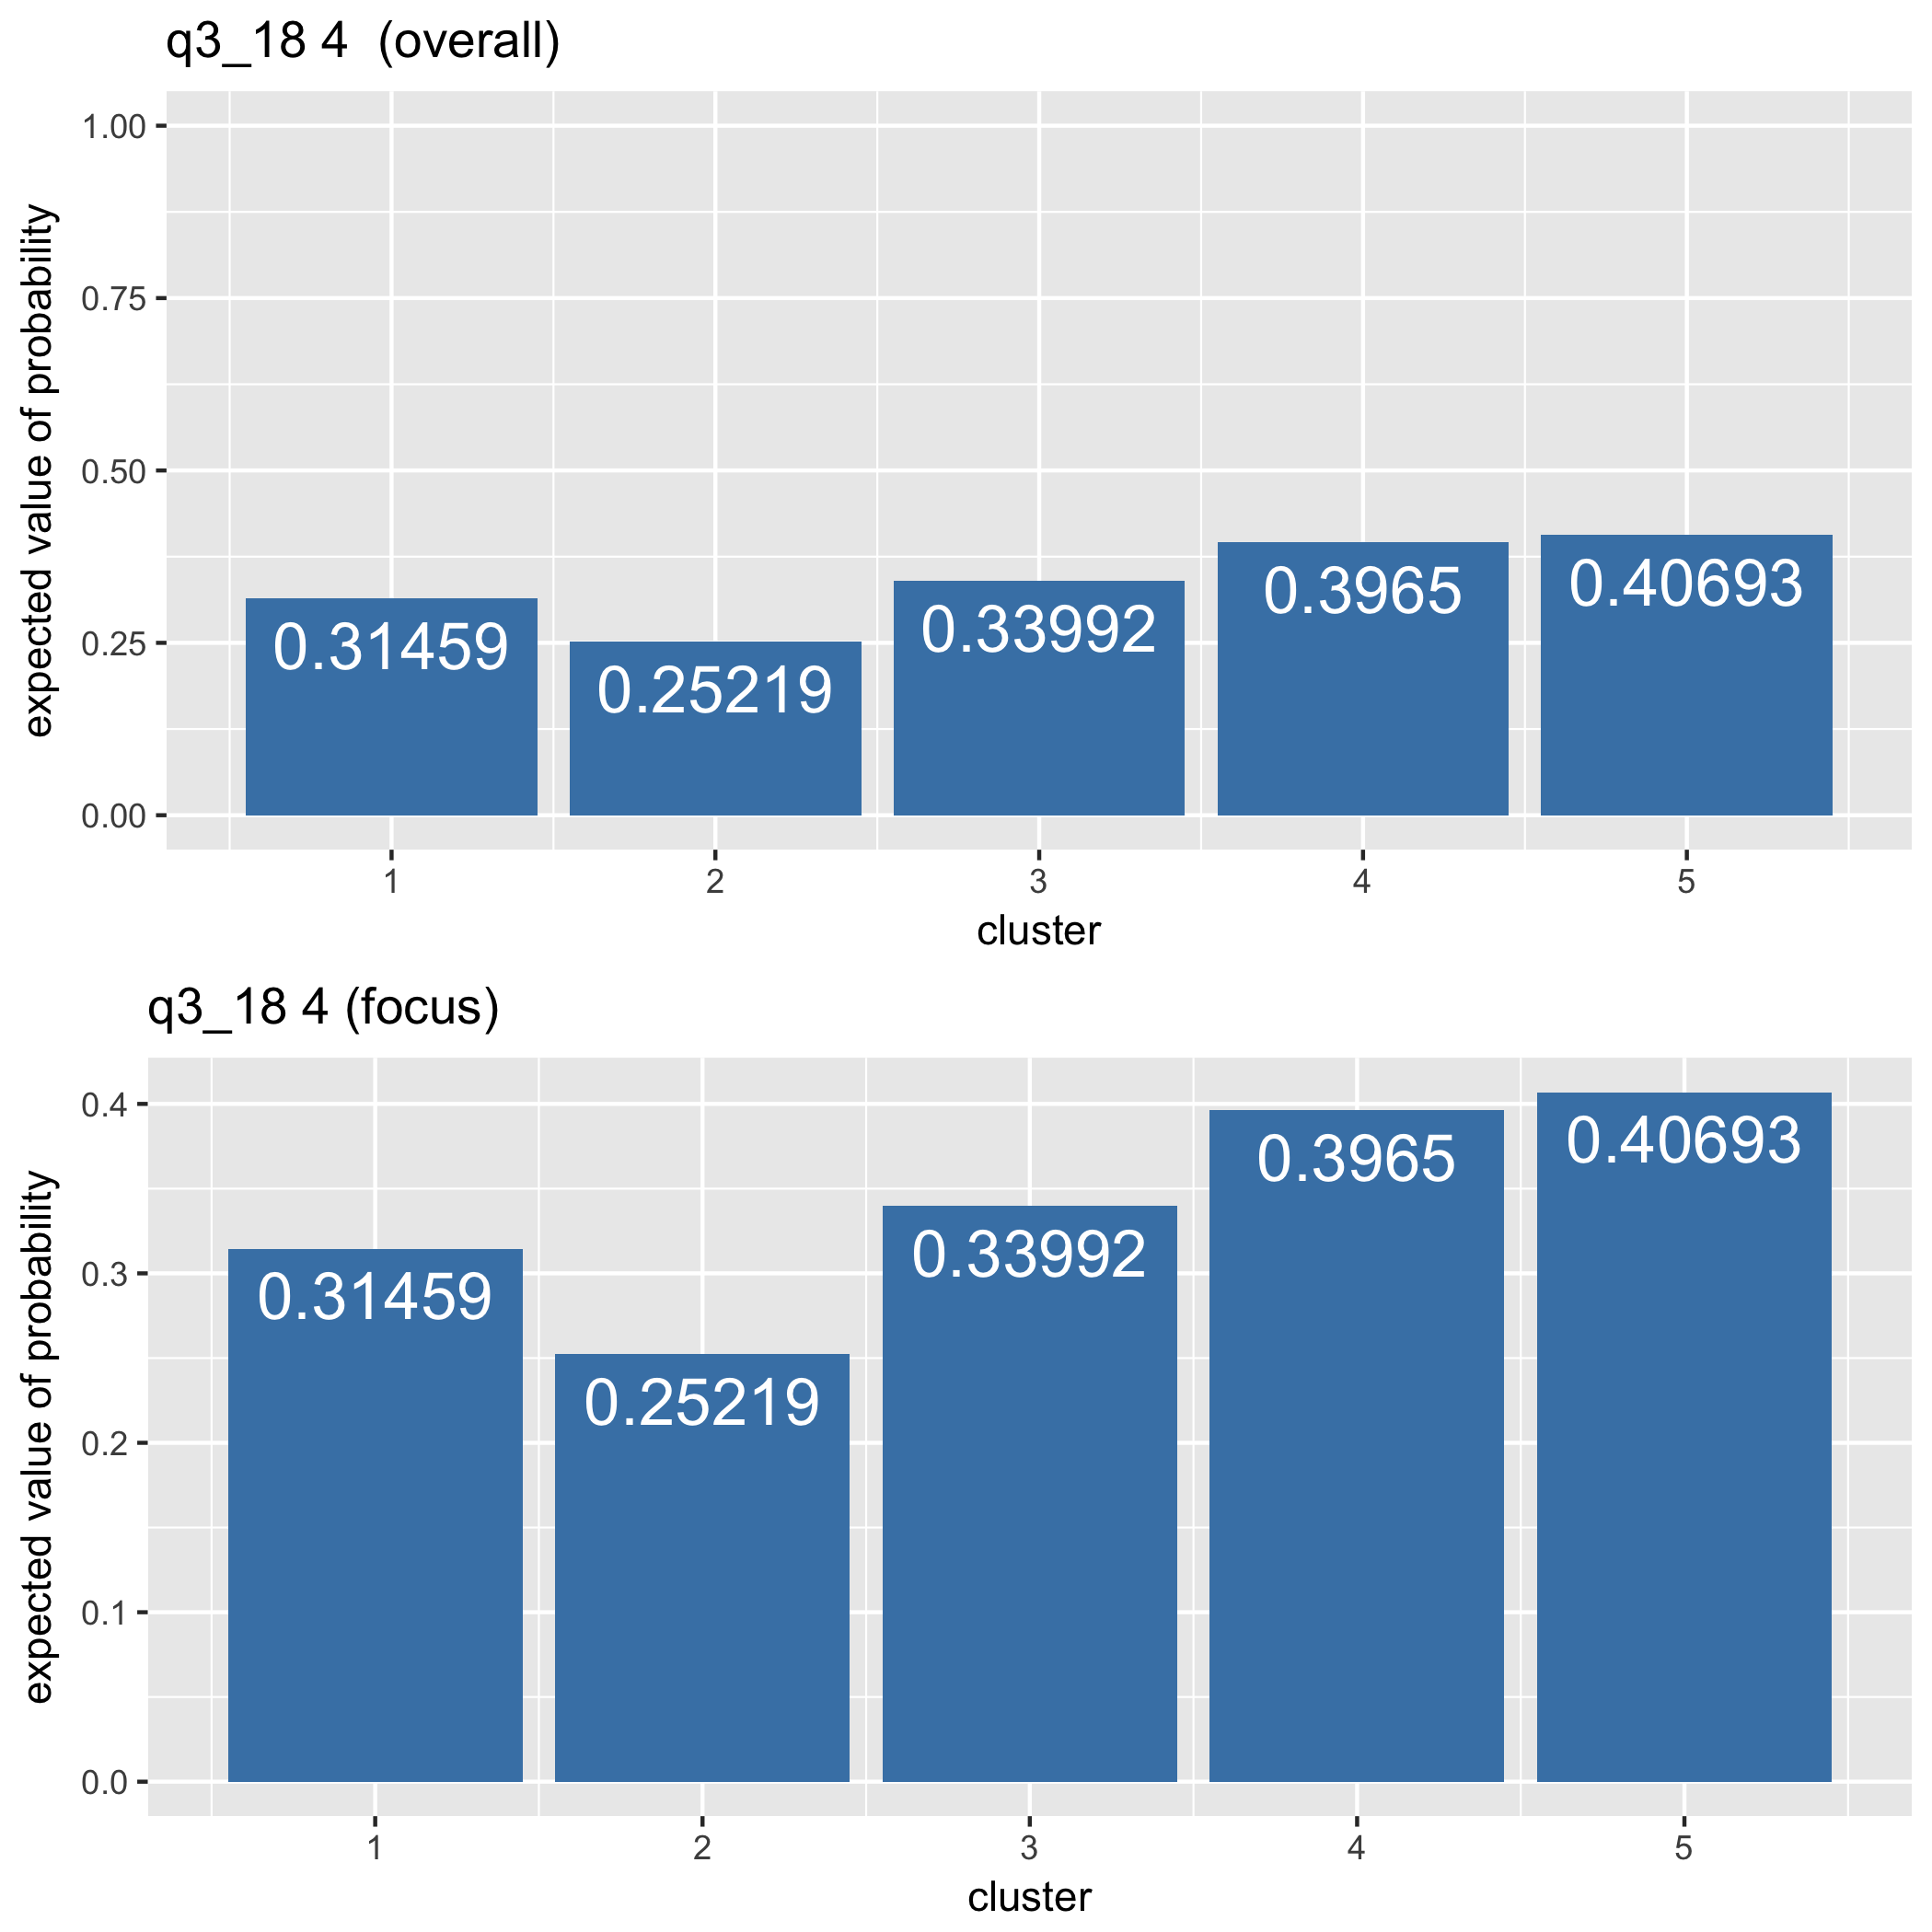 q3_18 4  (overall)
expected value of probability
1.00
0.75
0.50
0.25
0.00
0.31459
0.25219
0.33992
0.3965
0.40693
1 2 3 4 5
cluster
q3_18 4 (focus)
expected value of probability
0.4
0.3
0.2
0.1
0.0
0.31459
0.25219
0.33992
0.3965
0.40693
1 2 3 4 5
cluster